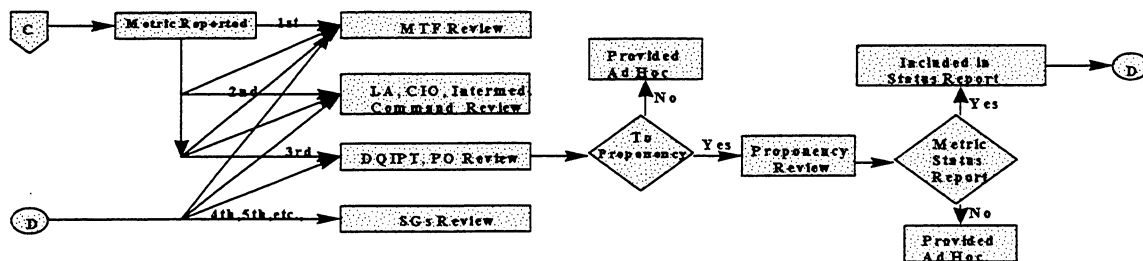 C
Metric Reported
1st
MTF Review
2nd
LA, CIO, Intermed.
Command Review
3rd
DQIPT, PO Review
D
4th, 5th, etc.
SGs Review
Provided
Ad Hoc
No
To
Proponency
Yes
Proponency
Review
Included in
Status Report
D
Yes
Metric
Status
Report
No
Provided
Ad Hoc